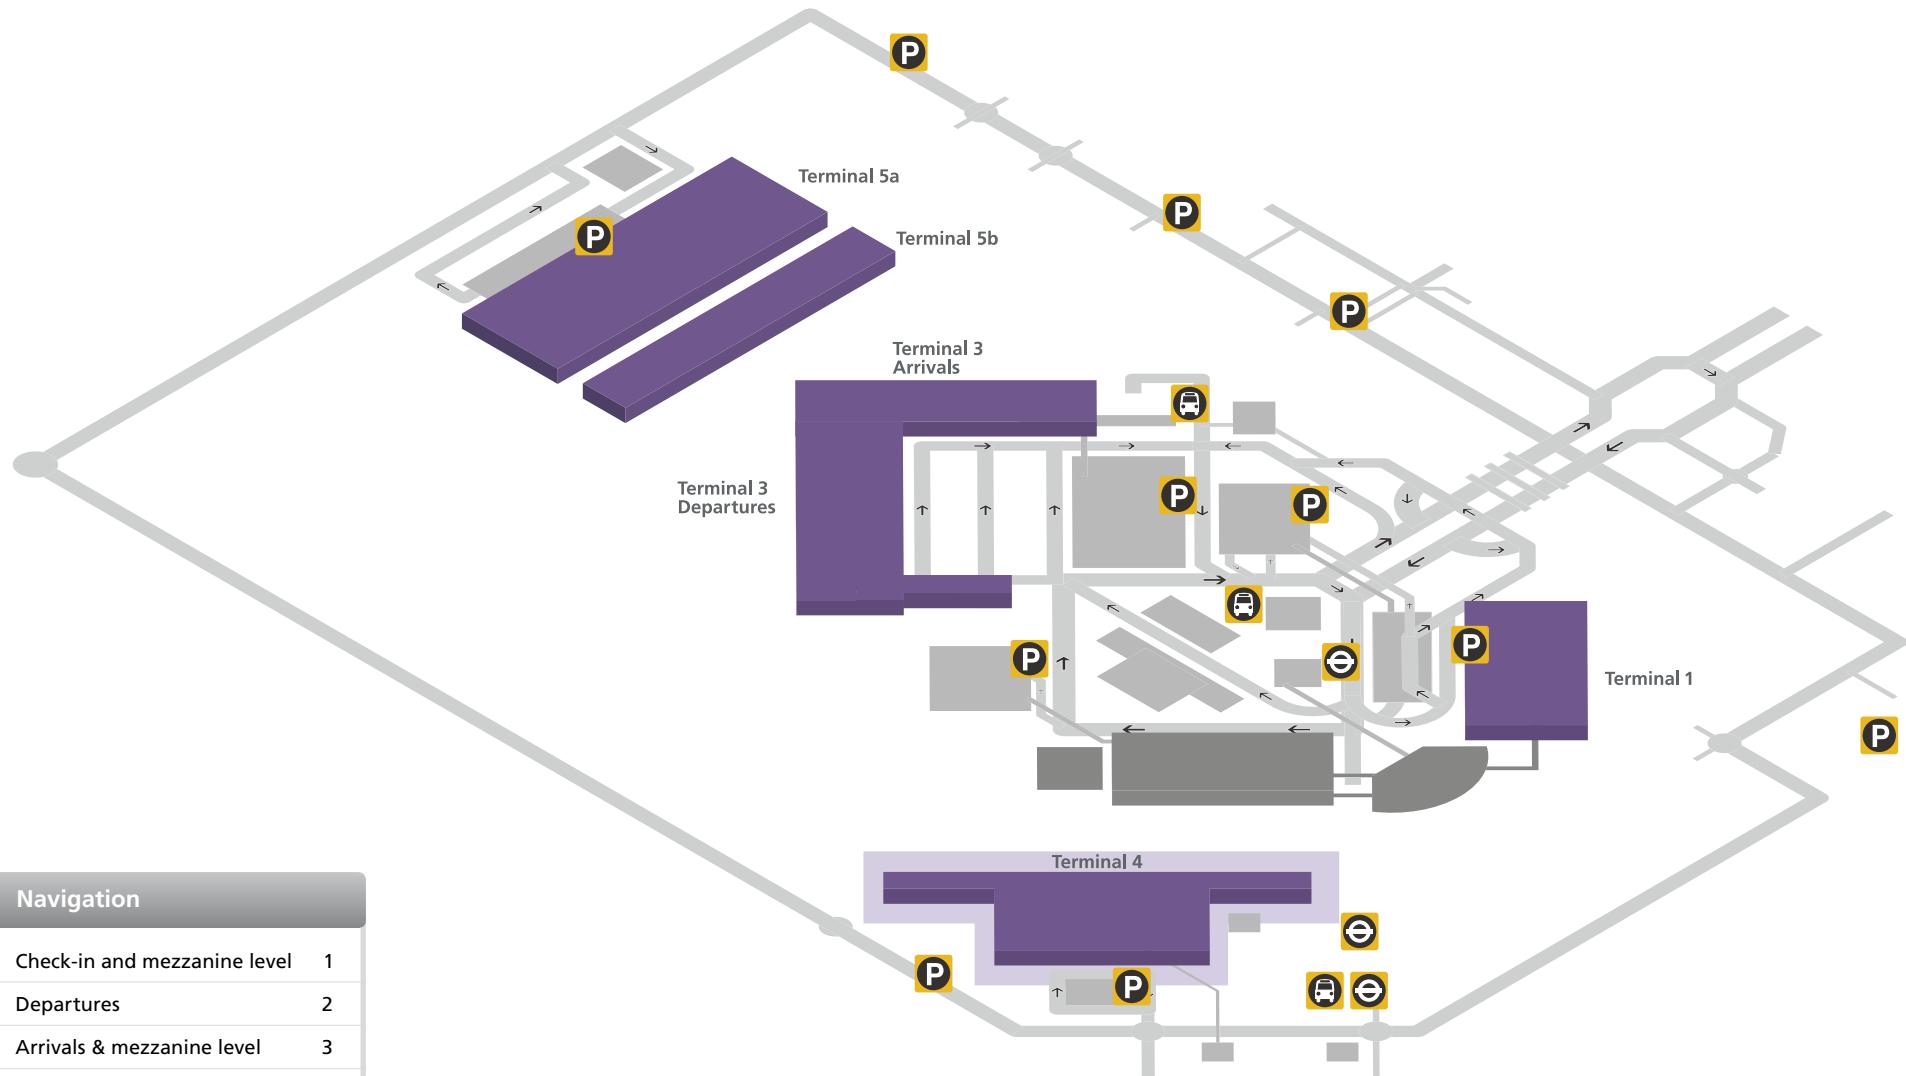 P
P
Terminal 5a
P
P
Terminal 5b
P
Terminal 3
Arrivals
Terminal 3
Departures
P
P
P
P
Terminal 1
P
Terminal 4
P
P
Navigation
Check-in and mezzanine level 1
Departures 2
Arrivals & mezzanine level 3